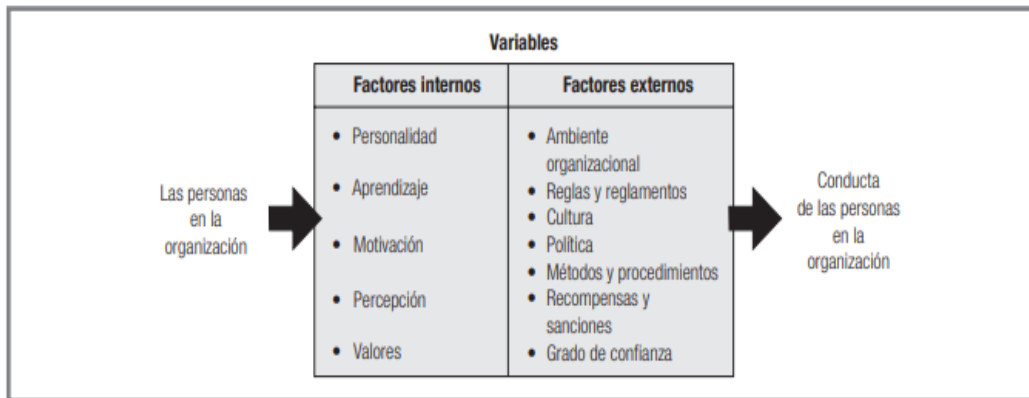 Variables
Factores internos
Factores externos
Las personas
en la
organización
• Personalidad
• Aprendizaje
• Motivación
• Percepción
• Valores
• Ambiente
organizacional
• Reglas y reglamentos
• Cultura
• Política
• Métodos y procedimientos
• Recompensas y
sanciones
• Grado de confianza
Conducta
de las personas
en la
organización